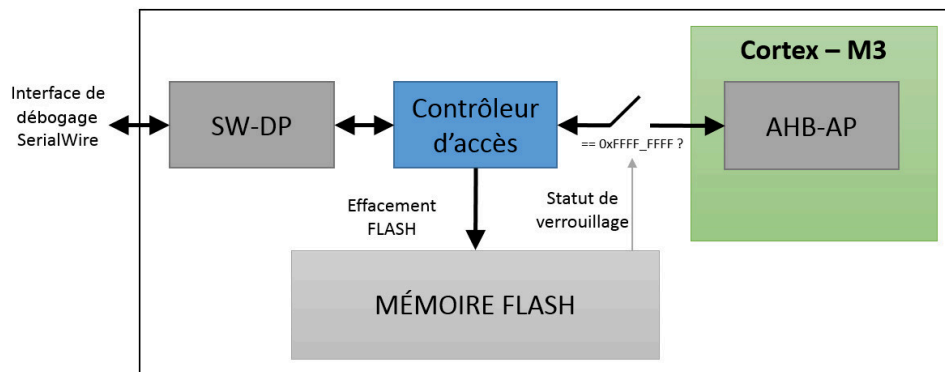 Cortex – M3
Interface de
débogage
SerialWire
SW-DP
Contrôleur
d'accès
== 0xFFFF_FFFF ?
AHB-AP
Effacement
FLASH
Statut de
verrouillage
MÉMOIRE FLASH